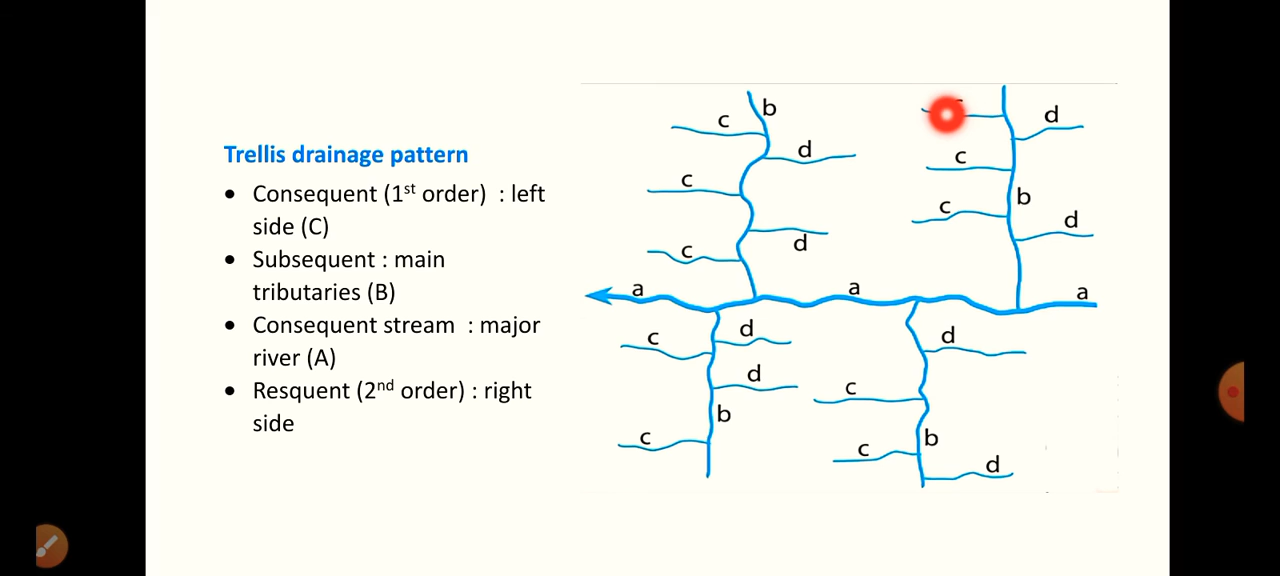 Trellis drainage pattern
• Consequent (1st order) : left
side (C)
• Subsequent : main
tributaries (B)
• Consequent stream : major
river (A)
• Resquent (2nd order) : right
side
b
c
d
d
c
d
c
c
b
c
d
c
d
a
a
a
c
d
d
d
c
b
c
b
c
d